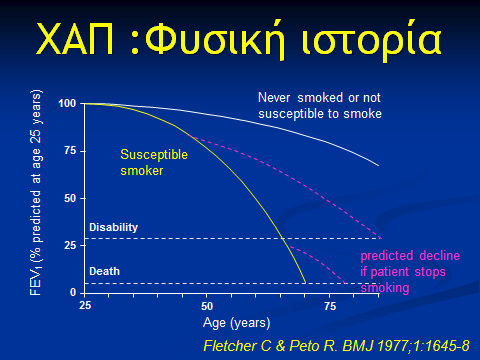 ΧΑΠ :Φυσική ιστορία
FEV1 (% predicted at age 25 years)
100
75
50
25
0
Never smoked or not
susceptible to smoke
Susceptible
smoker
Disability
Death
predicted decline
if patient stops
smoking
25
50
75
Age (years)
Fletcher C & Peto R. BMJ 1977;1:1645-8